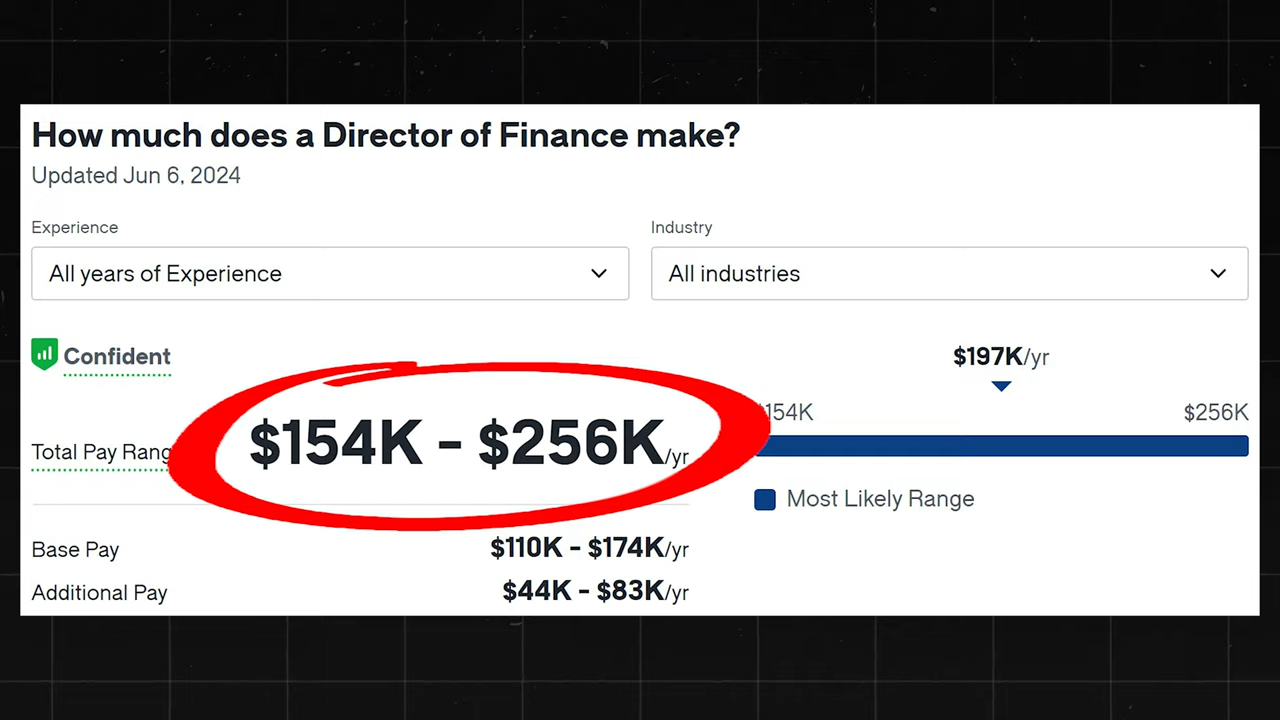 How much does a Director of Finance make?
Updated Jun 6, 2024
Experience
Industry
All years of Experience
All industries
Confident
$197K/yr
154K
$256K
Total Pay Rang
$154K - $256K/yr
Most Likely Range
Base Pay
$110K - $174K/yr
Additional Pay
$44K - $83K/yr